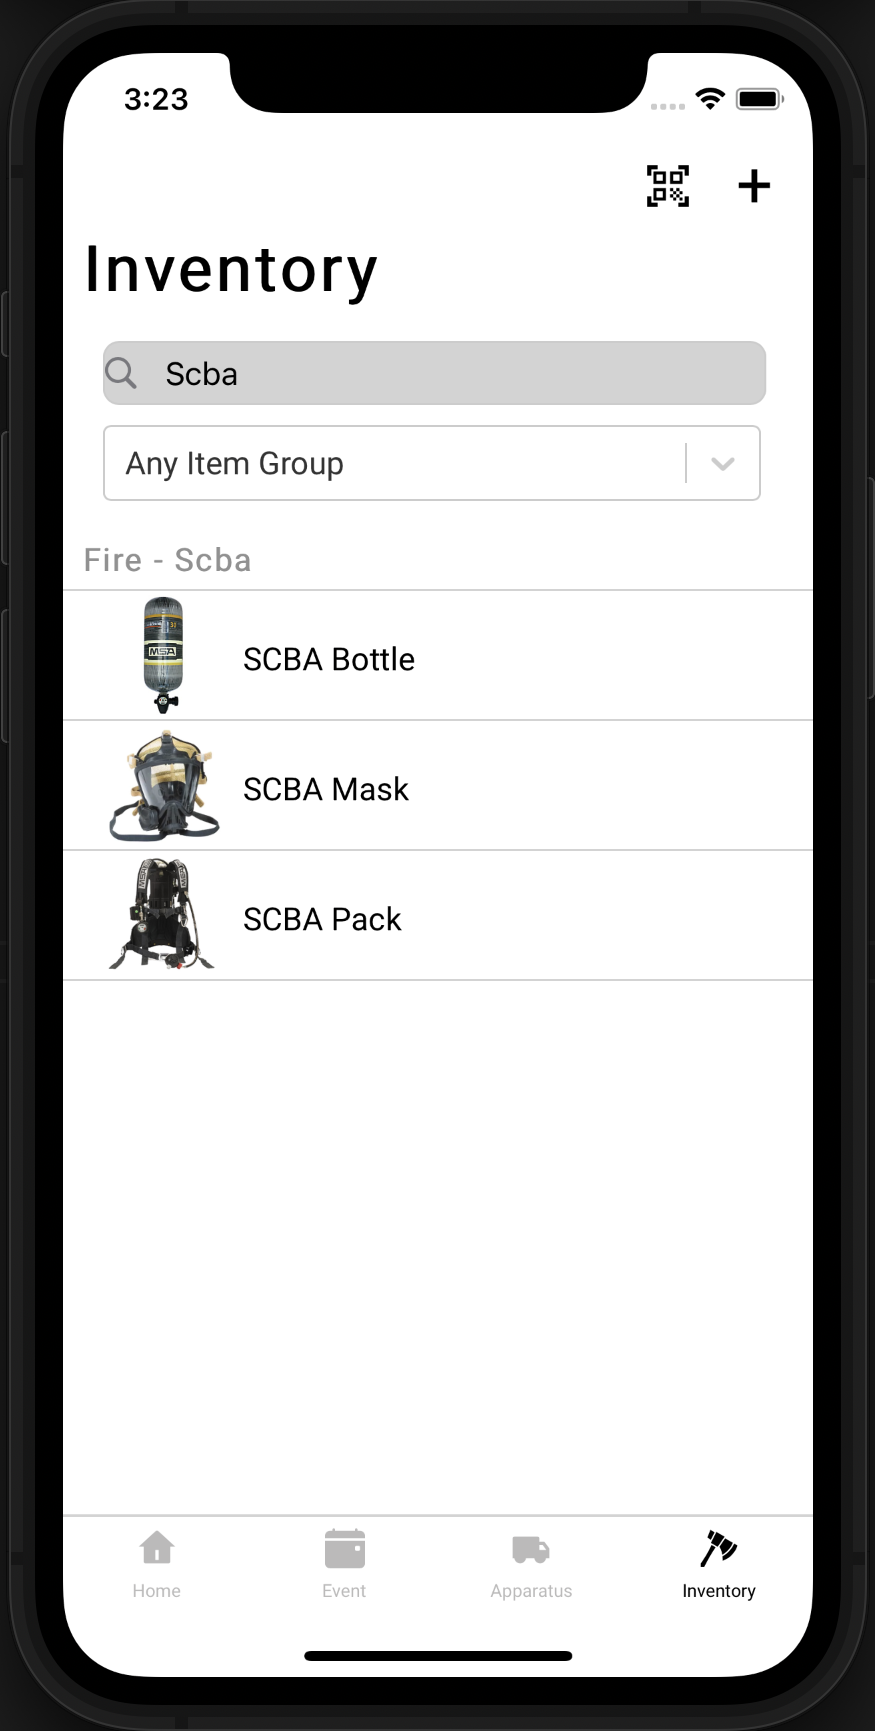 3:23
Inventory
Scba
Any Item Group
Fire - Scba
MSA
SCBA Bottle
SCBA Mask
SCBA Pack
Home
Event
Apparatus
Inventory